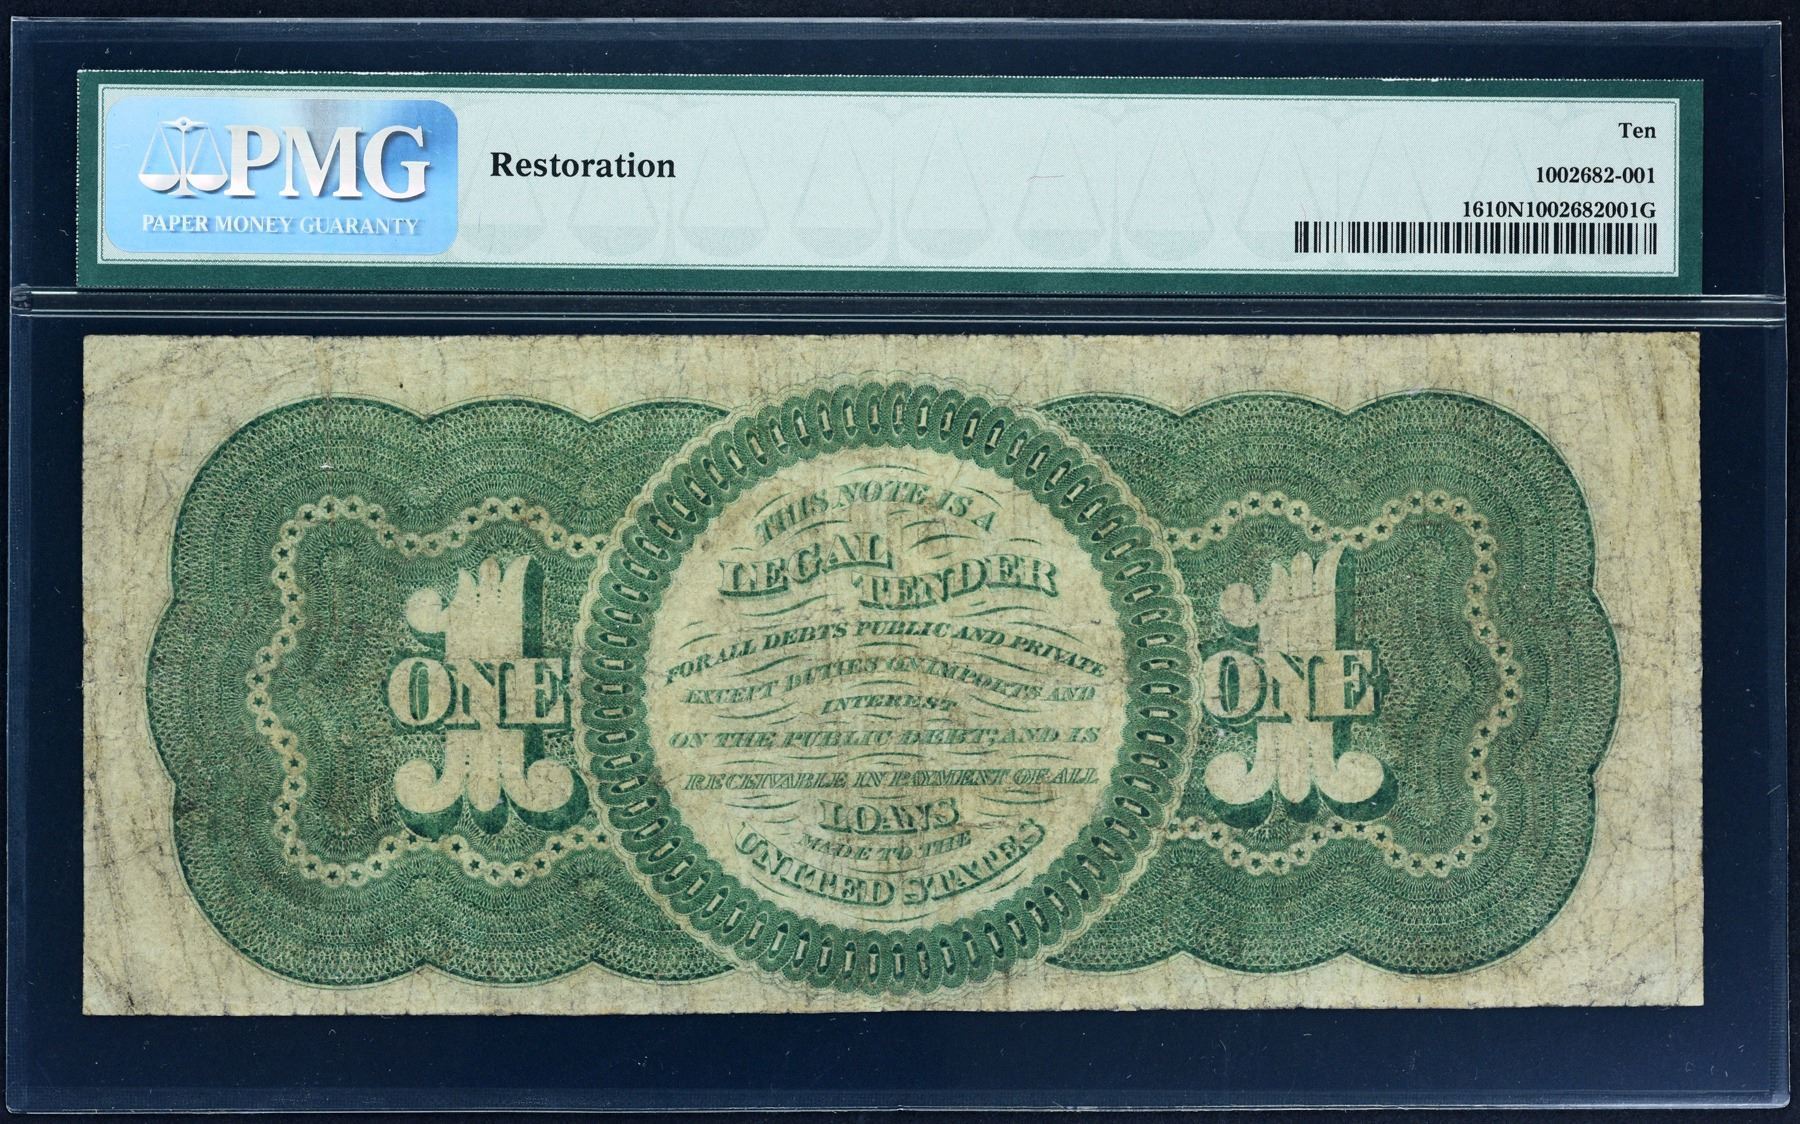 PMG
PAPER MONEY GUARANTY
Restoration
Ten
1002682-001
1610N1002682001G
THIS NOTE IS A
LEGAL
TENDER
FOR ALL DEBTS PUBLIC AND PRIVATE
EXCEPT DUTIES ON IMPORTS AND
INTEREST
ON THE PUBLIC DEBT; AND IS
RECEIVABLE IN PAYMENT OF ALL
LOANS
MADE TO THE
UNITED STATES
1
ONE
1
ONE